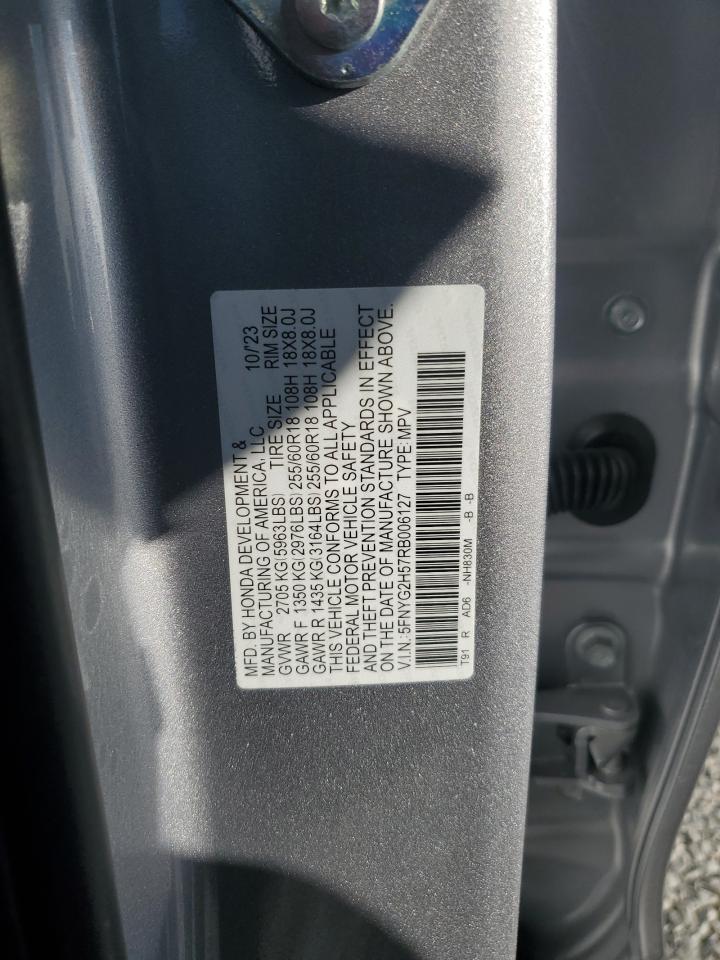 MFD. BY HONDA DEVELOPMENT &
MANUFACTURING OF AMERICA, LLC 10/'23
GVWR 2705 KG(5963LBS) TIRE SIZE RIM SIZE
GAWR F 1350 KG(2976LBS) 255/60R18 108H 18X8.0J
GAWR R 1435 KG(3164LBS) 255/60R18 108H 18X8.0J
THIS VEHICLE CONFORMS TO ALL APPLICABLE
FEDERAL MOTOR VEHICLE SAFETY
AND THEFT PREVENTION STANDARDS IN EFFECT
ON THE DATE OF MANUFACTURE SHOWN ABOVE.
V.I.N.: 5FNYG2H57RB006127 TYPE: MPV
T91 R AD6 -NH830M -B -B